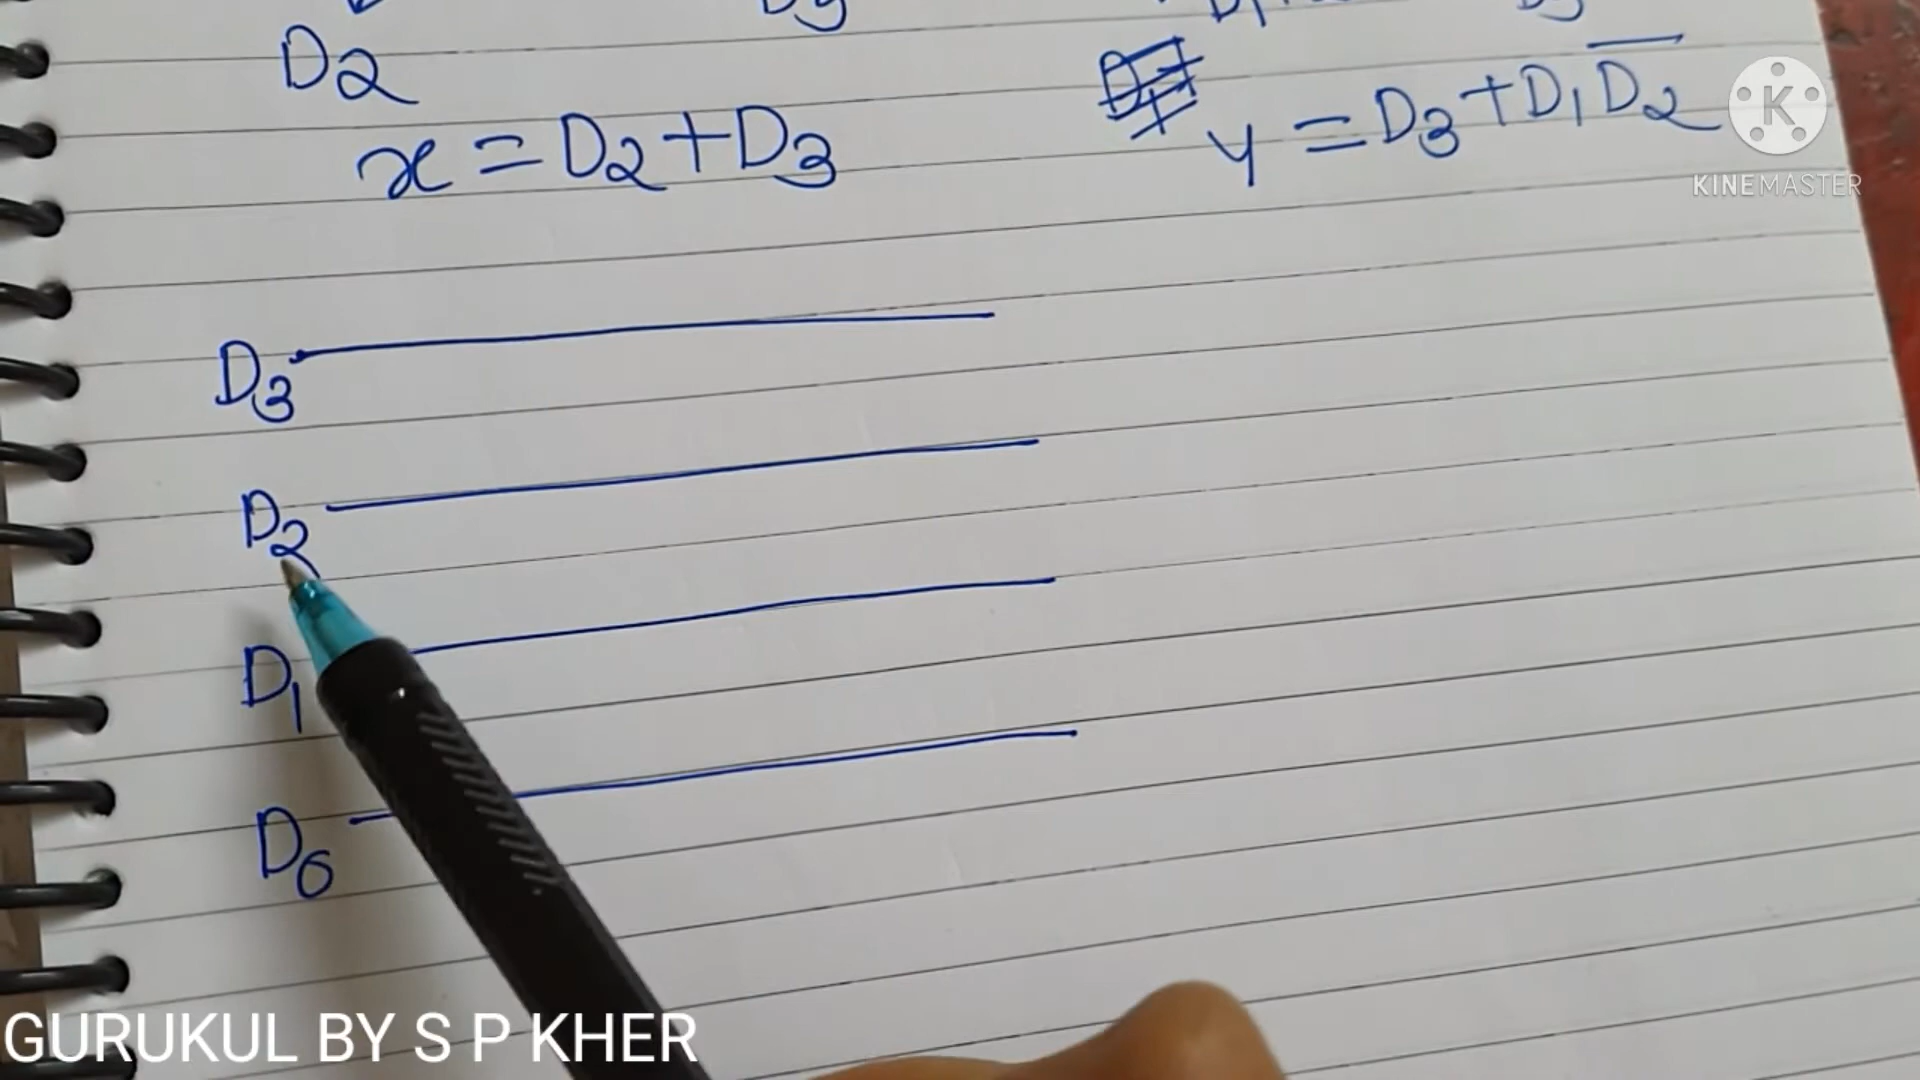 D2
x = D2 + D3
y = D3 + D1 D̅2̅
K
KINEMASTER
D3
D2
D1
D0
GURUKUL BY S P KHER